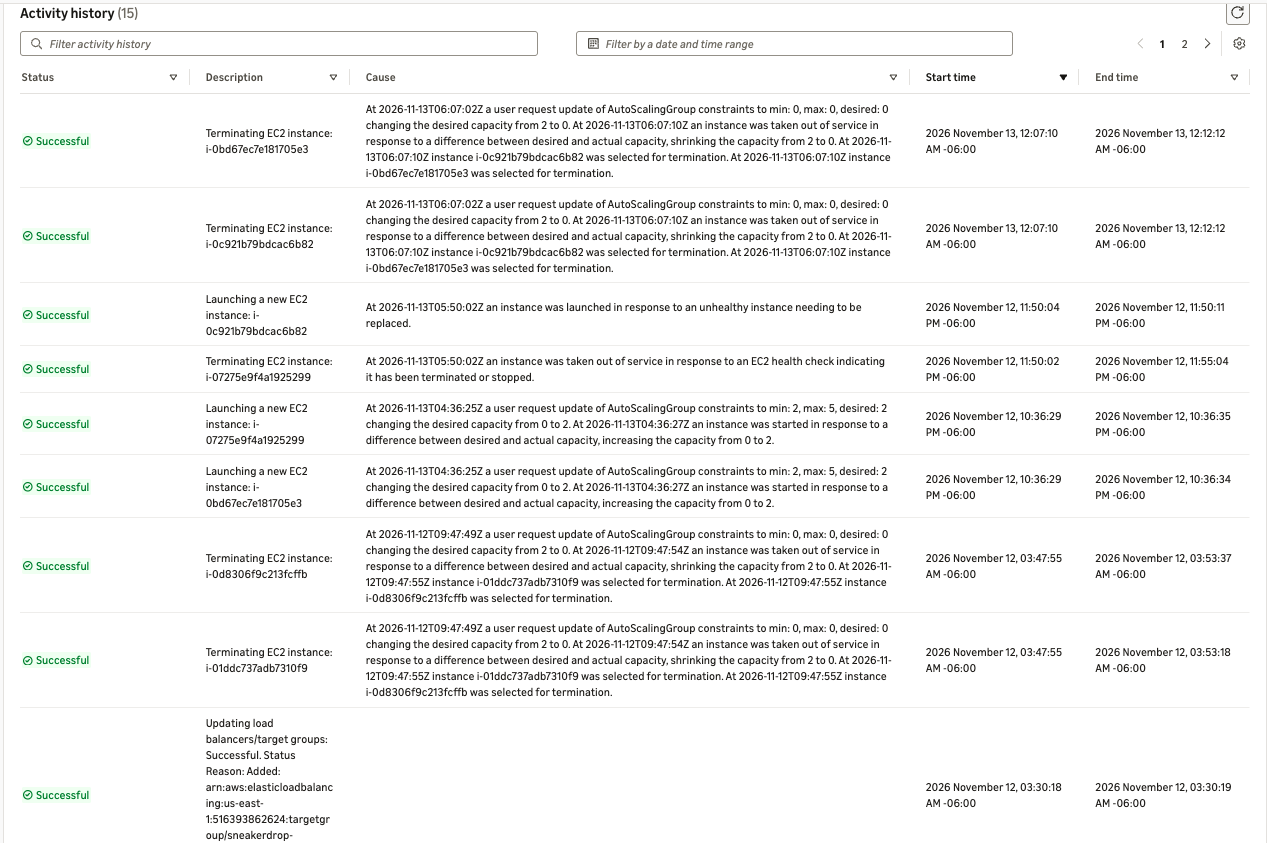 Activity history (15)
Filter activity history
Filter by a date and time range
1 2
Status Description Cause Start time End time
Successful
Terminating EC2 instance:
i-0bd67ec7e181705e3
At 2026-11-13T06:07:02Z a user request update of AutoScalingGroup constraints to min: 0, max: 0, desired: 0
changing the desired capacity from 2 to 0. At 2026-11-13T06:07:10Z an instance was taken out of service in
response to a difference between desired and actual capacity, shrinking the capacity from 2 to 0. At 2026-11-
13T06:07:10Z instance i-0c921b79bdcac6b82 was selected for termination. At 2026-11-13T06:07:10Z instance
i-0bd67ec7e181705e3 was selected for termination.
2026 November 13, 12:07:10
AM -06:00
2026 November 13, 12:12:12
AM -06:00
Successful
Terminating EC2 instance:
i-0c921b79bdcac6b82
At 2026-11-13T06:07:02Z a user request update of AutoScalingGroup constraints to min: 0, max: 0, desired: 0
changing the desired capacity from 2 to 0. At 2026-11-13T06:07:10Z an instance was taken out of service in
response to a difference between desired and actual capacity, shrinking the capacity from 2 to 0. At 2026-11-
13T06:07:10Z instance i-0c921b79bdcac6b82 was selected for termination. At 2026-11-13T06:07:10Z instance
i-0bd67ec7e181705e3 was selected for termination.
2026 November 13, 12:07:10
AM -06:00
2026 November 13, 12:12:12
AM -06:00
Successful
Launching a new EC2
instance: i-
0c921b79bdcac6b82
At 2026-11-13T05:50:02Z an instance was launched in response to an unhealthy instance needing to be
replaced.
2026 November 12, 11:50:04
PM -06:00
2026 November 12, 11:50:11
PM -06:00
Successful
Terminating EC2 instance:
i-07275e9f4a1925299
At 2026-11-13T05:50:02Z an instance was taken out of service in response to an EC2 health check indicating
it has been terminated or stopped.
2026 November 12, 11:50:02
PM -06:00
2026 November 12, 11:55:04
PM -06:00
Successful
Launching a new EC2
instance: i-
07275e9f4a1925299
At 2026-11-13T04:36:25Z a user request update of AutoScalingGroup constraints to min: 2, max: 5, desired: 2
changing the desired capacity from 0 to 2. At 2026-11-13T04:36:27Z an instance was started in response to a
difference between desired and actual capacity, increasing the capacity from 0 to 2.
2026 November 12, 10:36:29
PM -06:00
2026 November 12, 10:36:35
PM -06:00
Successful
Launching a new EC2
instance: i-
0bd67ec7e181705e3
At 2026-11-13T04:36:25Z a user request update of AutoScalingGroup constraints to min: 2, max: 5, desired: 2
changing the desired capacity from 0 to 2. At 2026-11-13T04:36:27Z an instance was started in response to a
difference between desired and actual capacity, increasing the capacity from 0 to 2.
2026 November 12, 10:36:29
PM -06:00
2026 November 12, 10:36:34
PM -06:00
Successful
Terminating EC2 instance:
i-0d8306f9c213fcffb
At 2026-11-12T09:47:49Z a user request update of AutoScalingGroup constraints to min: 0, max: 0, desired: 0
changing the desired capacity from 2 to 0. At 2026-11-12T09:47:54Z an instance was taken out of service in
response to a difference between desired and actual capacity, shrinking the capacity from 2 to 0. At 2026-11-
12T09:47:55Z instance i-01ddc737adb7310f9 was selected for termination. At 2026-11-12T09:47:55Z instance
i-0d8306f9c213fcffb was selected for termination.
2026 November 12, 03:47:55
AM -06:00
2026 November 12, 03:53:37
AM -06:00
Successful
Terminating EC2 instance:
i-01ddc737adb7310f9
At 2026-11-12T09:47:49Z a user request update of AutoScalingGroup constraints to min: 0, max: 0, desired: 0
changing the desired capacity from 2 to 0. At 2026-11-12T09:47:54Z an instance was taken out of service in
response to a difference between desired and actual capacity, shrinking the capacity from 2 to 0. At 2026-11-
12T09:47:55Z instance i-01ddc737adb7310f9 was selected for termination. At 2026-11-12T09:47:55Z instance
i-0d8306f9c213fcffb was selected for termination.
2026 November 12, 03:47:55
AM -06:00
2026 November 12, 03:53:18
AM -06:00
Successful
Updating load
balancers/target groups:
Successful. Status
Reason: Added:
arn:aws:elasticloadbalanc
ing:us-east-
1:516393862624:targetgr
oup/sneakerdrop-
2026 November 12, 03:30:18
AM -06:00
2026 November 12, 03:30:19
AM -06:00